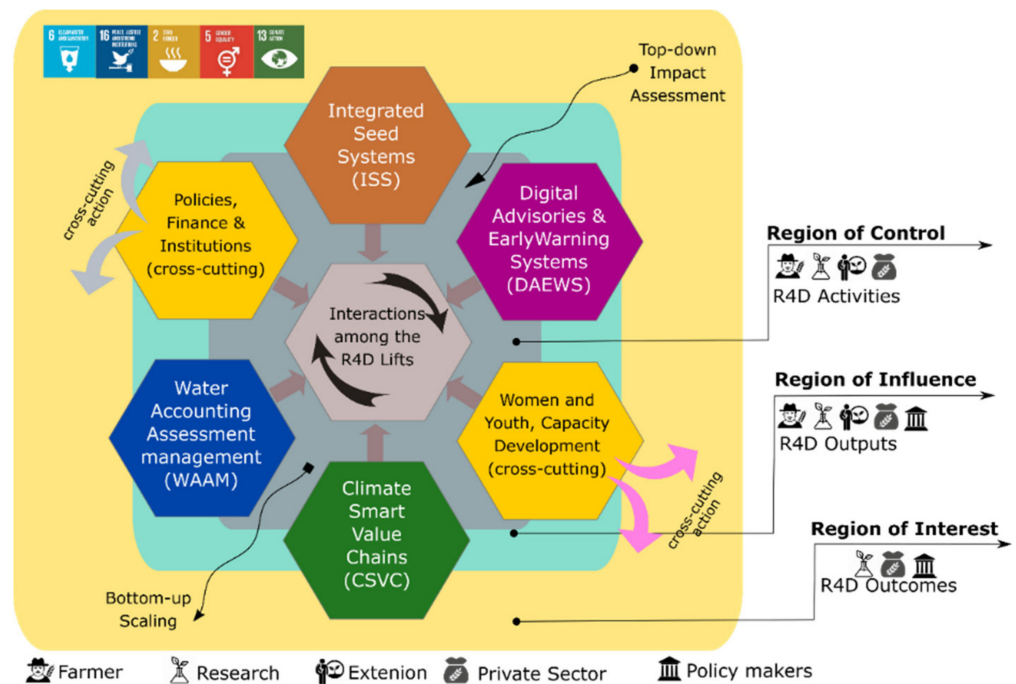 6 CLEAN WATER AND SANITATION
16 PEACE, JUSTICE AND STRONG INSTITUTIONS
2 ZERO HUNGER
5 GENDER EQUALITY
13 CLIMATE ACTION
Top-down
Impact
Assessment
Integrated
Seed
Systems
(ISS)
cross-cutting
action
Policies,
Finance &
Institutions
(cross-cutting)
Digital
Advisories &
EarlyWarning
Systems
(DAEWS)
Interactions
among the
R4D Lifts
Water
Accounting
Assessment
management
(WAAM)
Women and
Youth, Capacity
Development
(cross-cutting)
cross-cutting
action
Climate
Smart
Value
Chains
(CSVC)
Bottom-up
Scaling
Region of Control
R4D Activities
Region of Influence
R4D Outputs
Region of Interest
R4D Outcomes
Farmer
Research
Extenion
Private Sector
Policy makers